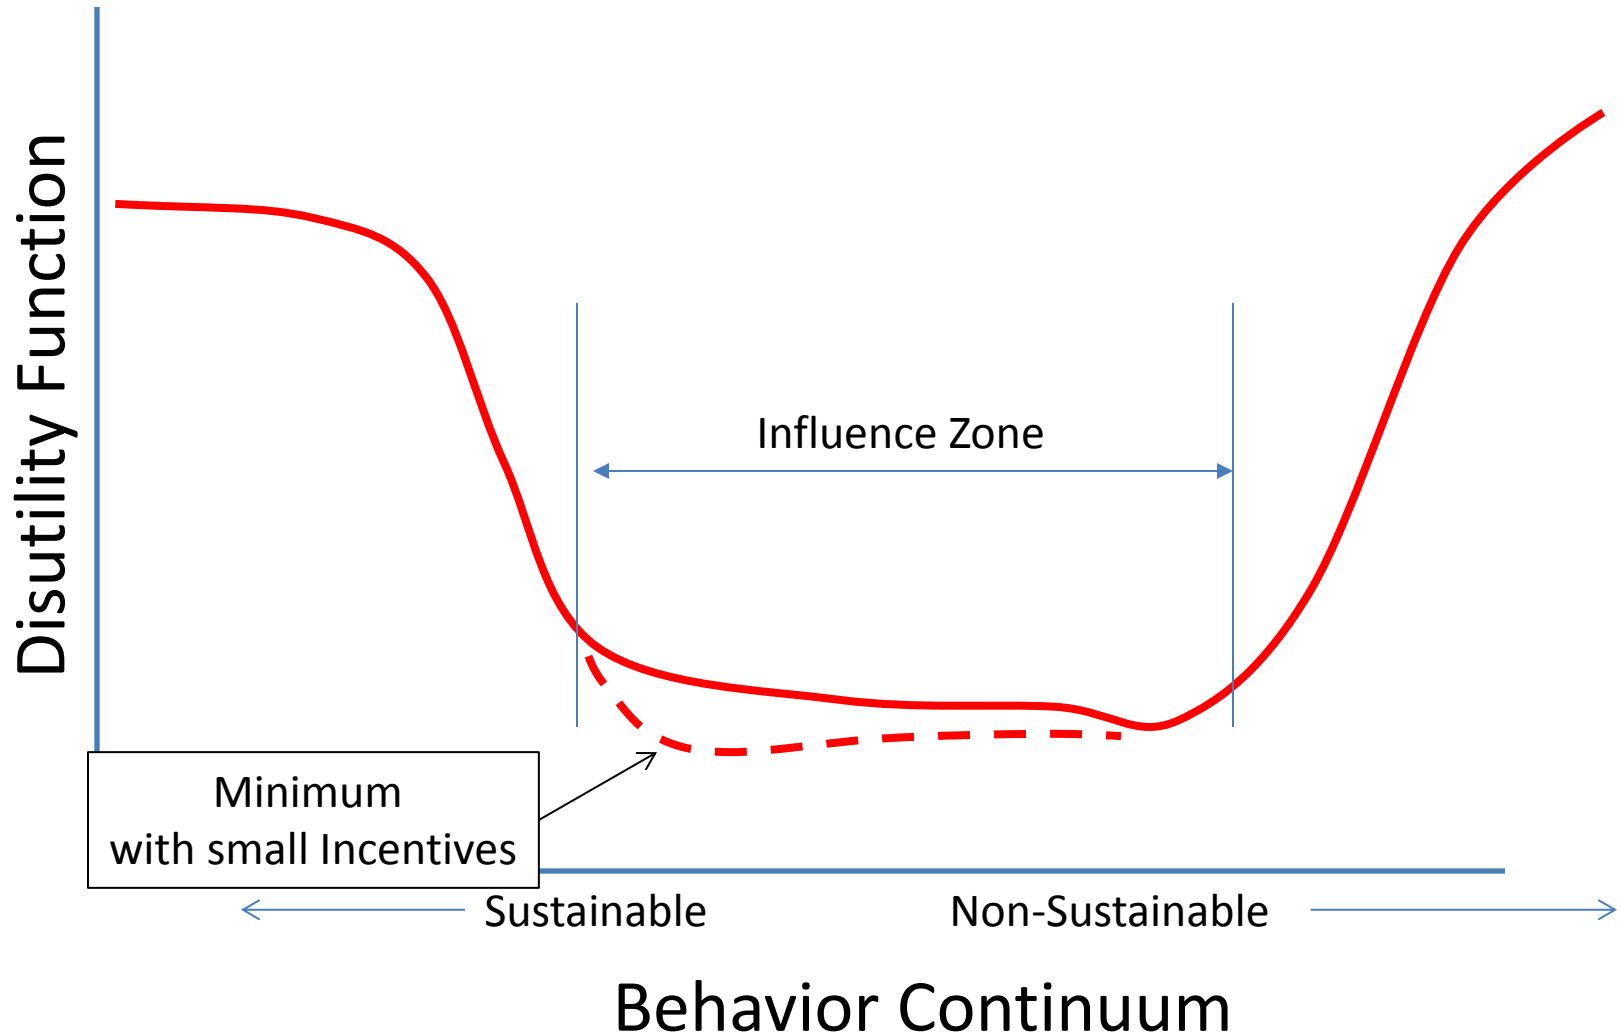 Disutility Function
Influence Zone
Minimum
with small Incentives
Sustainable
Non-Sustainable
Behavior Continuum